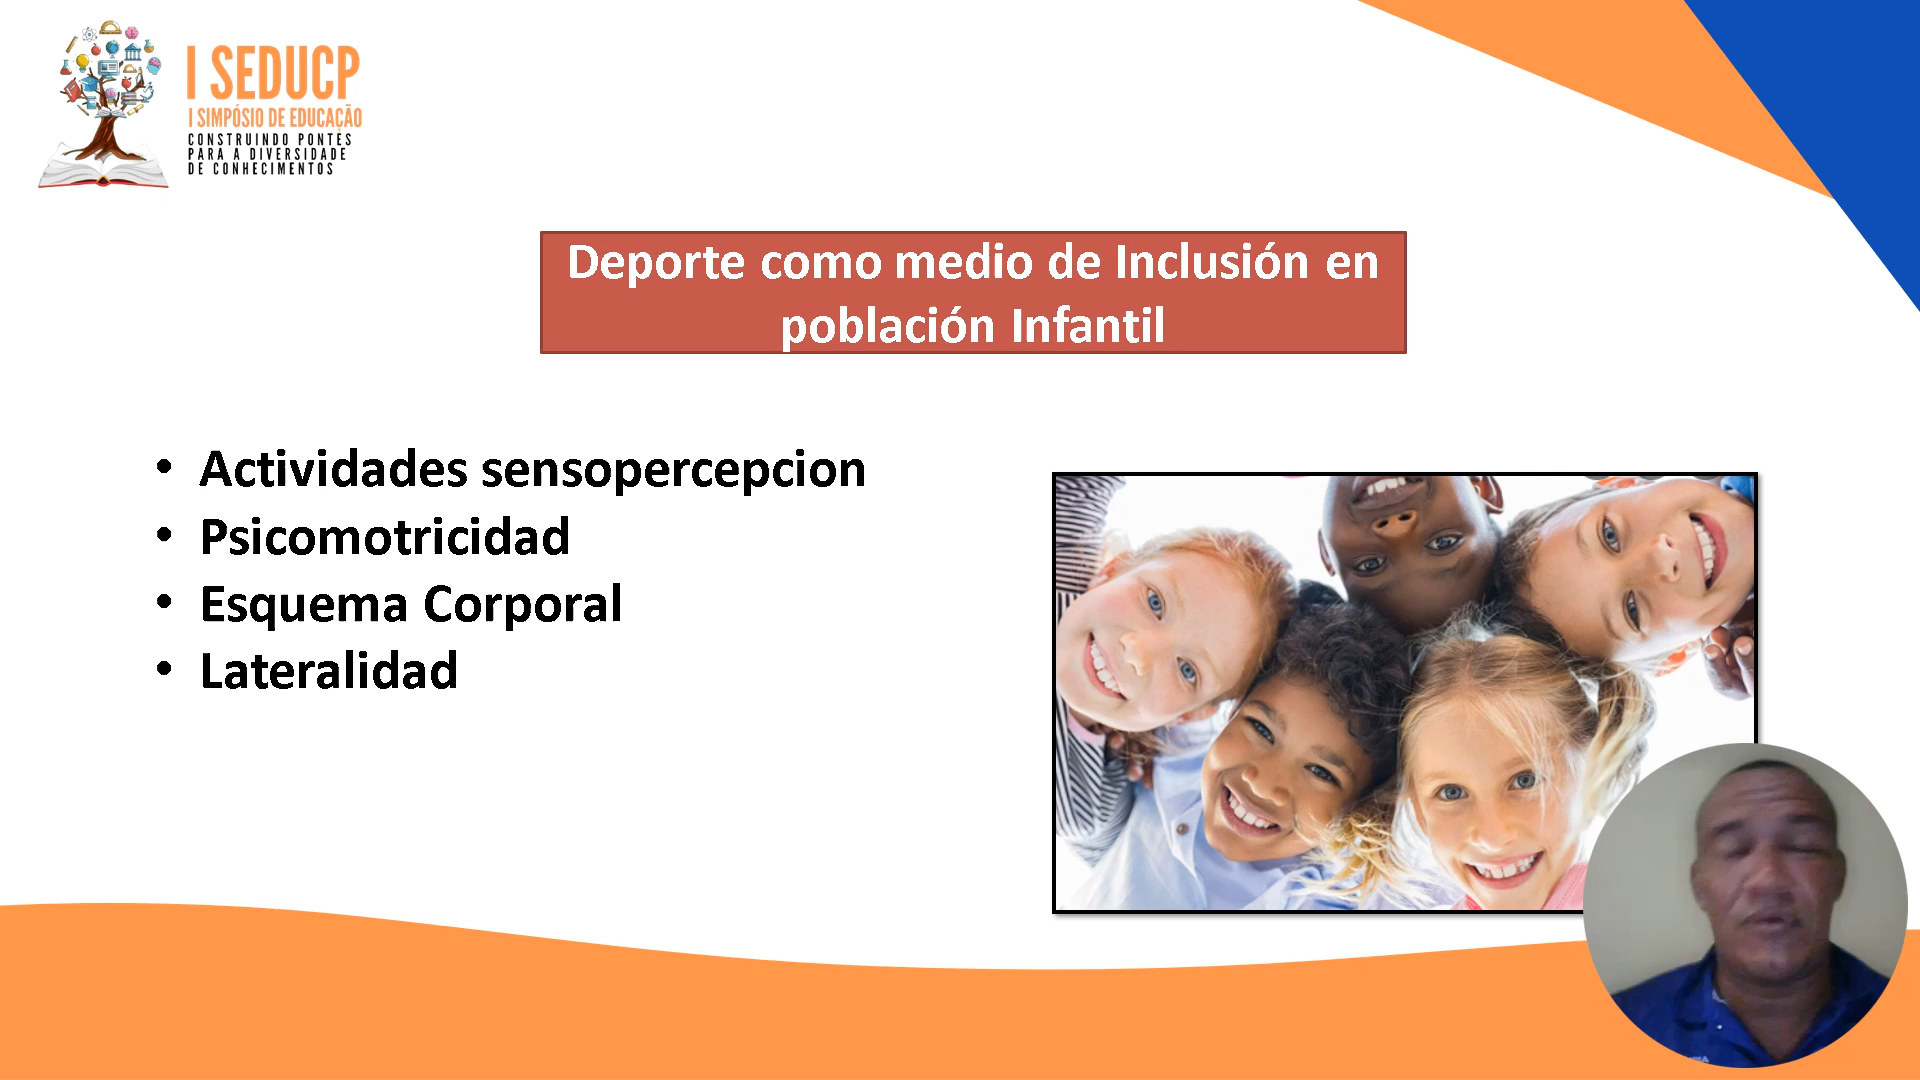 I SEDUCP
I SIMPÓSIO DE EDUCAÇÃO
CONSTRUINDO PONTES
PARA A DIVERSIDADE
DE CONHECIMENTOS
Deporte como medio de Inclusión en
población Infantil
• Actividades sensopercepcion
• Psicomotricidad
• Esquema Corporal
• Lateralidad